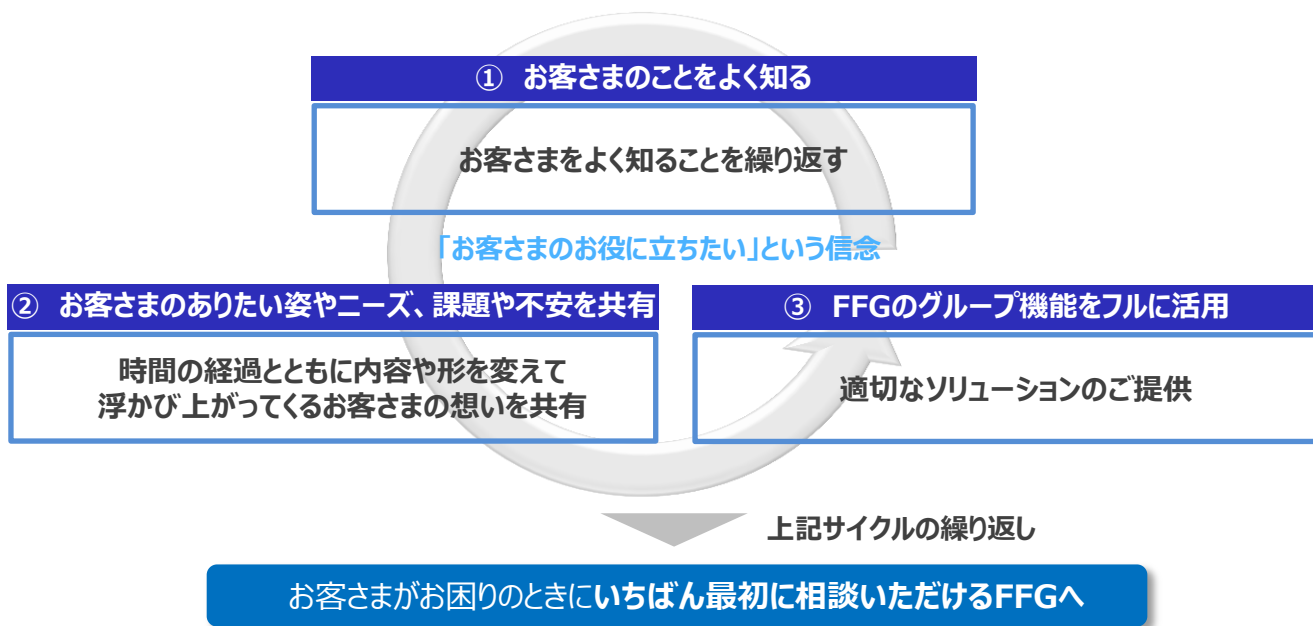 ① お客さまのことをよく知る
お客さまをよく知ることを繰り返す
「お客さまのお役に立ちたい」という信念
② お客さまのありたい姿やニーズ、課題や不安を共有
時間の経過とともに内容や形を変えて
浮かび上がってくるお客さまの想いを共有
③ FFGのグループ機能をフルに活用
適切なソリューションのご提供
上記サイクルの繰り返し
お客さまがお困りのときにいちばん最初に相談いただけるFFGへ